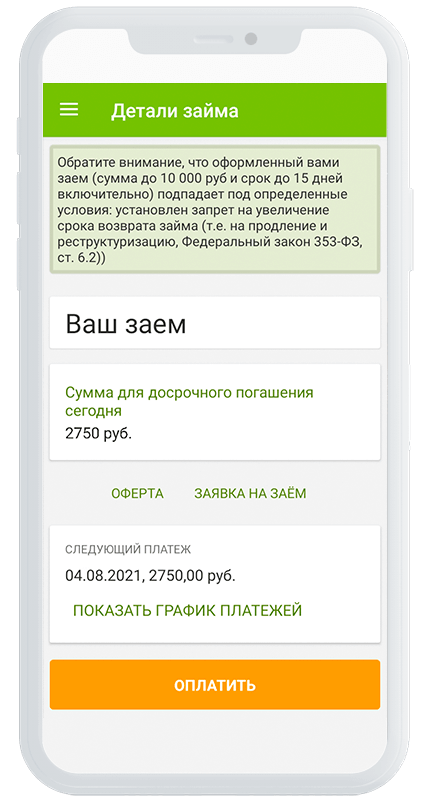 Детали займа
Обратите внимание, что оформленный вами
заем (сумма до 10 000 руб и срок до 15 дней
включительно) подпадает под определенные
условия: установлен запрет на увеличение
срока возврата займа (т.е. на продление и
реструктуризацию, Федеральный закон 353-ФЗ,
ст. 6.2))
Ваш заем
Сумма для досрочного погашения
сегодня
2750 руб.
ОФЕРТА ЗАЯВКА НА ЗАЁМ
СЛЕДУЮЩИЙ ПЛАТЕЖ
04.08.2021, 2750,00 руб.
ПОКАЗАТЬ ГРАФИК ПЛАТЕЖЕЙ
ОПЛАТИТЬ